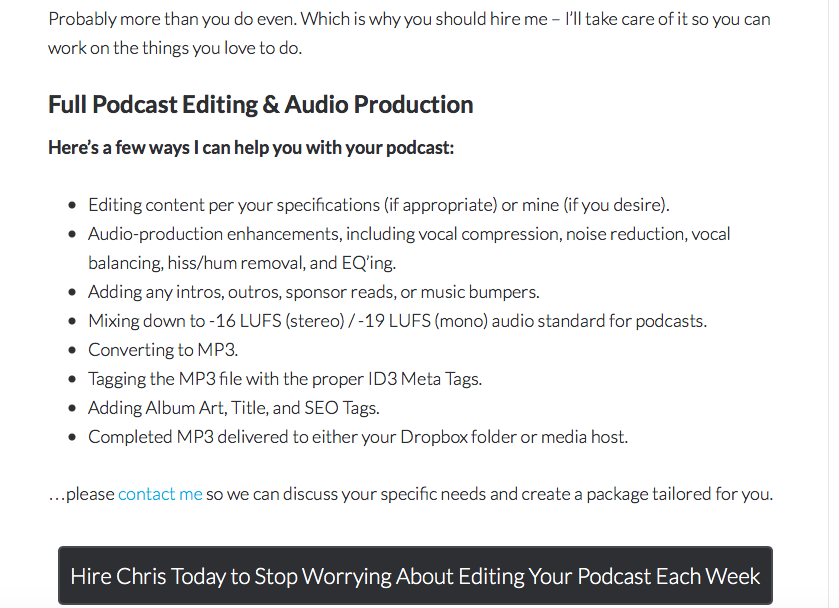 Probably more than you do even. Which is why you should hire me – I'll take care of it so you can
work on the things you love to do.
Full Podcast Editing & Audio Production
Here's a few ways I can help you with your podcast:
• Editing content per your specifications (if appropriate) or mine (if you desire).
• Audio-production enhancements, including vocal compression, noise reduction, vocal
balancing, hiss/hum removal, and EQ'ing.
• Adding any intros, outros, sponsor reads, or music bumpers.
• Mixing down to -16 LUFS (stereo) / -19 LUFS (mono) audio standard for podcasts.
• Converting to MP3.
• Tagging the MP3 file with the proper ID3 Meta Tags.
• Adding Album Art, Title, and SEO Tags.
• Completed MP3 delivered to either your Dropbox folder or media host.
…please contact me so we can discuss your specific needs and create a package tailored for you.
Hire Chris Today to Stop Worrying About Editing Your Podcast Each Week